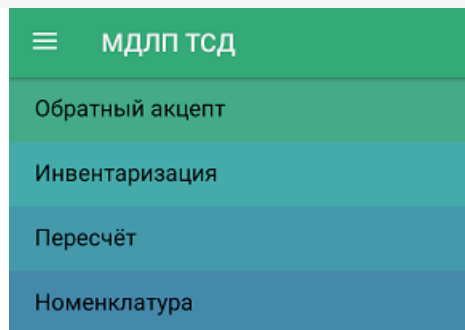 МДЛП ТСД
Обратный акцепт
Инвентаризация
Пересчёт
Номенклатура